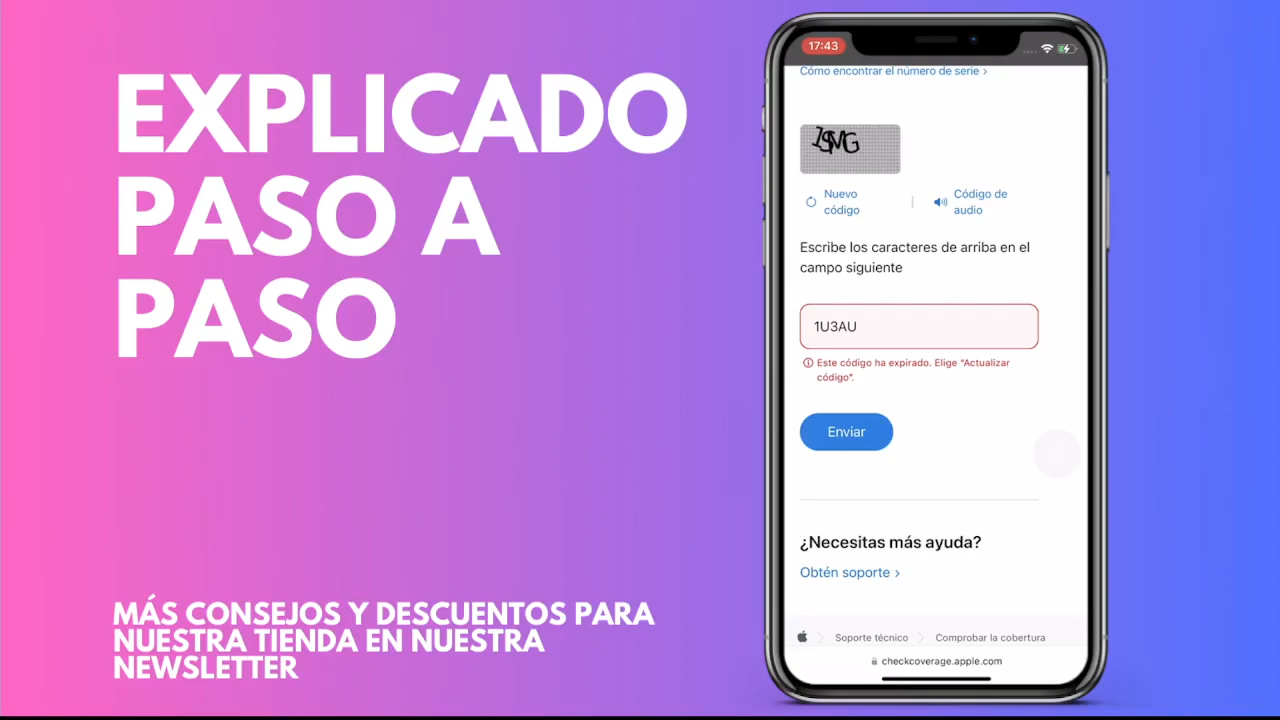 EXPLICADO
PASO A
PASO
MÁS CONSEJOS Y DESCUENTOS PARA
NUESTRA TIENDA EN NUESTRA
NEWSLETTER
17:43
Cómo encontrar el número de serie ›
Nuevo
código
Código de
audio
Escribe los caracteres de arriba en el
campo siguiente
1U3AU
Este código ha expirado. Elige “Actualizar
código”.
Enviar
¿Necesitas más ayuda?
Obtén soporte ›
Soporte técnico
Comprobar la cobertura
checkcoverage.apple.com